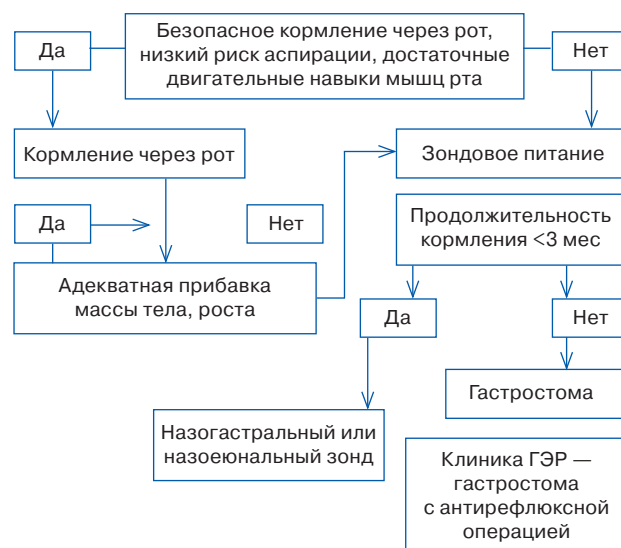 Да
Безопасное кормление через рот,
низкий риск аспирации, достаточные
двигательные навыки мышц рта
Нет
Кормление через рот
Зондовое питание
Да
Нет
Продолжительность
кормления <3 мес
Адекватная прибавка
массы тела, роста
Да
Нет
Гастростома
Назогастральный или
назоеюнальный зонд
Клиника ГЭР —
гастростома
с антирефлюксной
операцией